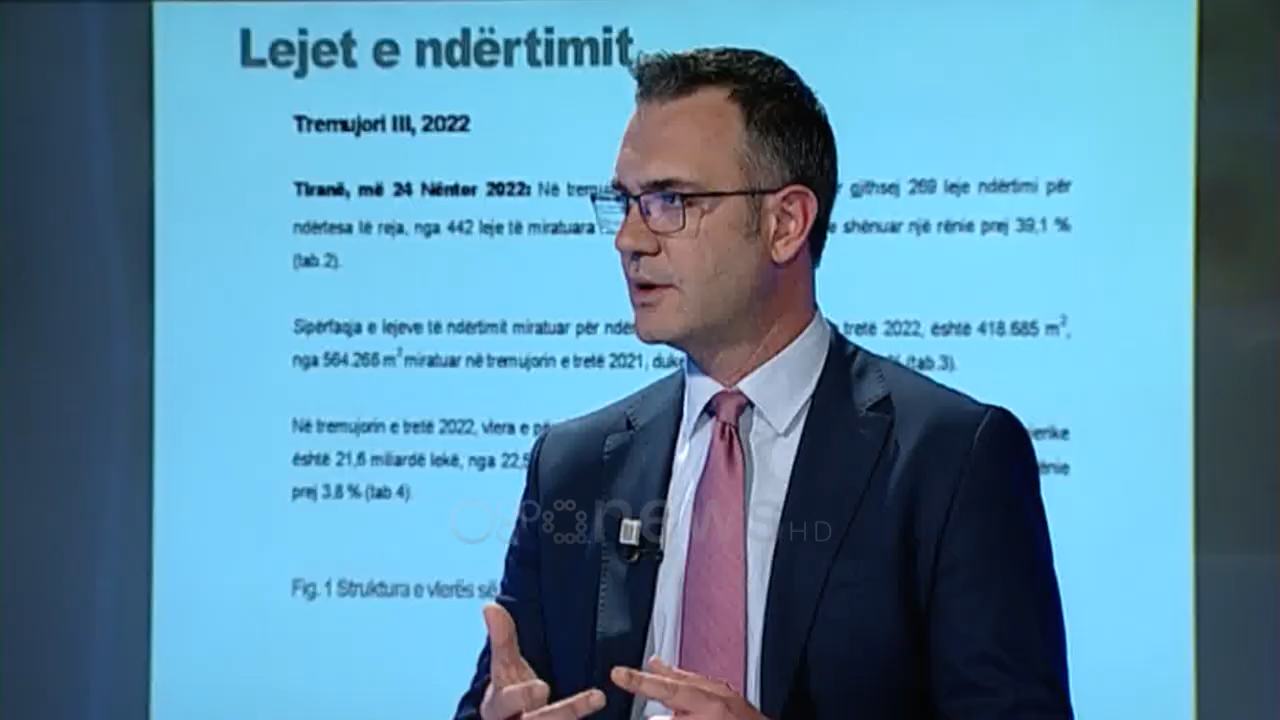 Lejet e ndërtimit
Tremujori III, 2022
Tiranë, më 24 Nëntor 2022: Në gjithsej 269 leje ndërtimi për
ndërtesa të reja, nga 442 leje të miratuara shënuar një rënie prej 39,1 %
(tab.2).
Sipërfaqja e lejeve të ndërtimit miratuar për tretë 2022, është 418.685 m²,
nga 564.266 m² miratuar në tremujorin e tretë 2021, (tab.3).
Në tremujorin e tretë 2022, vlera e
është 21,6 miliardë lekë, nga 22,5
prej 3,8 % (tab 4)
Fig. 1 Struktura e vlerës së
news HD